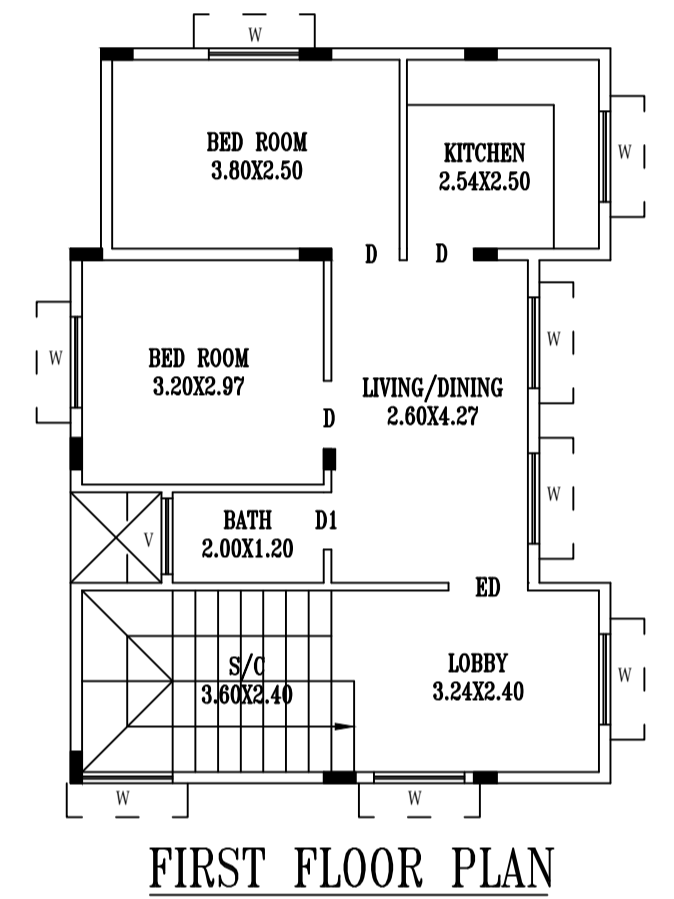 W
BED ROOM
3.80X2.50
KITCHEN
2.54X2.50
W
D
D
W
W
BED ROOM
3.20X2.97
LIVING/DINING
2.60X4.27
D
W
BATH
2.00X1.20
D1
V
ED
S/C
3.60X2.40
LOBBY
3.24X2.40
W
W
W
FIRST FLOOR PLAN